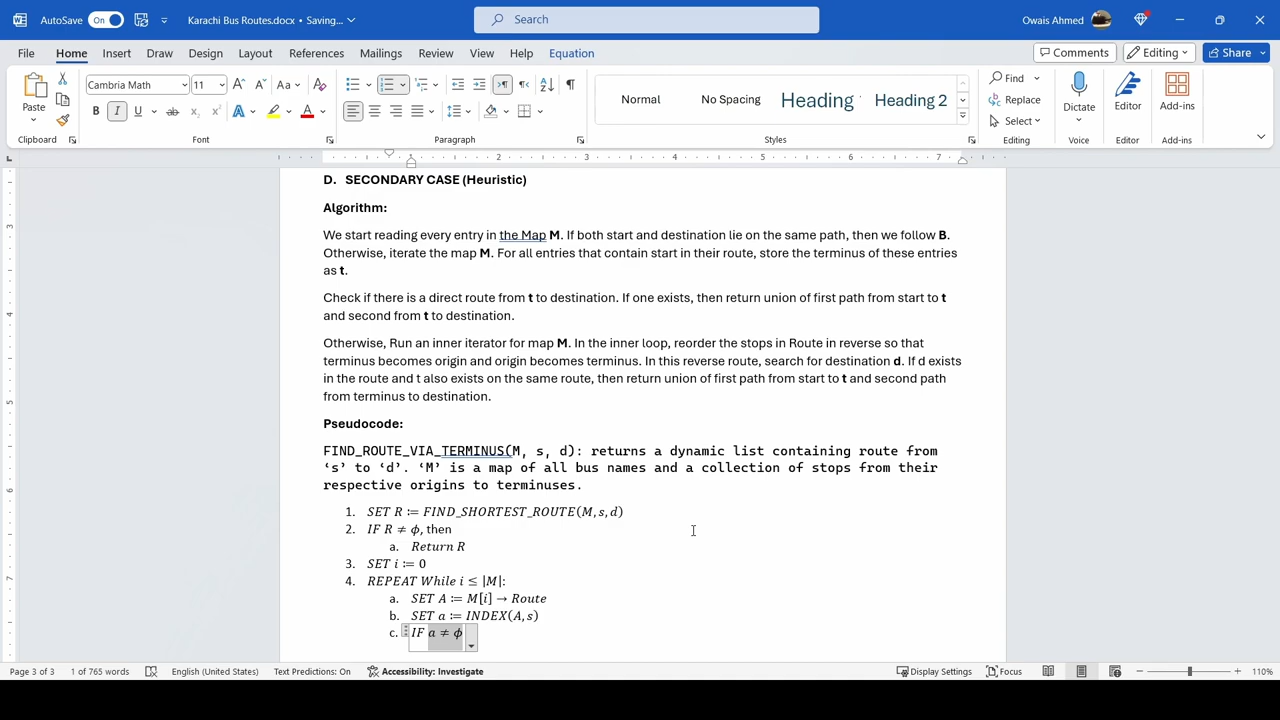 AutoSave On Karachi Bus Routes.docx • Saving... Search Owais Ahmed
File Home Insert Draw Design Layout References Mailings Review View Help Equation Comments Editing Share
Paste Cambria Math 11 Aa Normal No Spacing Heading Heading 2 Find Replace Select Dictate Editor Add-ins
Clipboard Font Paragraph Styles Editing Voice Editor Add-ins
1 2 3 4 5 6 7
D. SECONDARY CASE (Heuristic)
Algorithm:
We start reading every entry in the Map M. If both start and destination lie on the same path, then we follow B.
Otherwise, iterate the map M. For all entries that contain start in their route, store the terminus of these entries
as t.
Check if there is a direct route from t to destination. If one exists, then return union of first path from start to t
and second from t to destination.
Otherwise, Run an inner iterator for map M. In the inner loop, reorder the stops in Route in reverse so that
terminus becomes origin and origin becomes terminus. In this reverse route, search for destination d. If d exists
in the route and t also exists on the same route, then return union of first path from start to t and second path
from terminus to destination.
Pseudocode:
FIND_ROUTE_VIA_TERMINUS(M, s, d): returns a dynamic list containing route from
‘s’ to ‘d’. ‘M’ is a map of all bus names and a collection of stops from their
respective origins to terminuses.
1. SET R ≔ FIND_SHORTEST_ROUTE(M, s, d)
2. IF R ≠ ϕ, then
a. Return R
3. SET i ≔ 0
4. REPEAT While i ≤ |M|:
a. SET A ≔ M[i] → Route
b. SET a ≔ INDEX(A, s)
c. IF a ≠ ϕ
Page 3 of 3 1 of 765 words English (United States) Text Predictions: On Accessibility: Investigate Display Settings Focus 110%